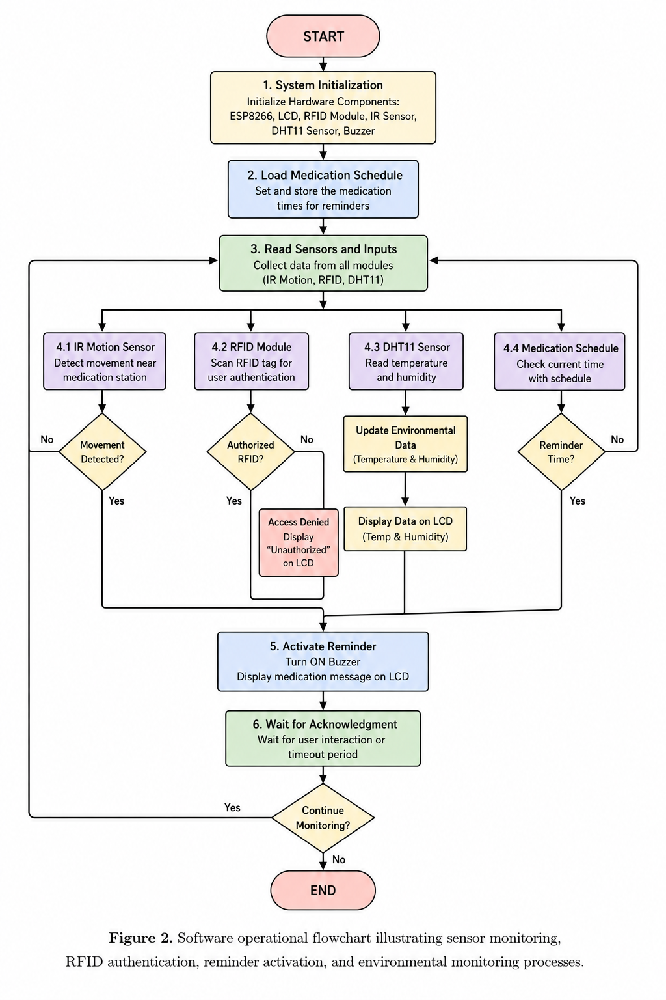 START
1. System Initialization
Initialize Hardware Components:
ESP8266, LCD, RFID Module, IR Sensor,
DHT11 Sensor, Buzzer
2. Load Medication Schedule
Set and store the medication
times for reminders
3. Read Sensors and Inputs
Collect data from all modules
(IR Motion, RFID, DHT11)
4.1 IR Motion Sensor
Detect movement near
medication station
4.2 RFID Module
Scan RFID tag for
user authentication
4.3 DHT11 Sensor
Read temperature
and humidity
4.4 Medication Schedule
Check current time
with schedule
No
Movement
Detected?
Yes
Authorized
RFID?
No
Yes
Access Denied
Display
“Unauthorized”
on LCD
Update Environmental
Data
(Temperature & Humidity)
Display Data on LCD
(Temp & Humidity)
Reminder
Time?
No
Yes
5. Activate Reminder
Turn ON Buzzer
Display medication message on LCD
6. Wait for Acknowledgment
Wait for user interaction or
timeout period
Yes
Continue
Monitoring?
No
END
Figure 2. Software operational flowchart illustrating sensor monitoring,
RFID authentication, reminder activation, and environmental monitoring processes.